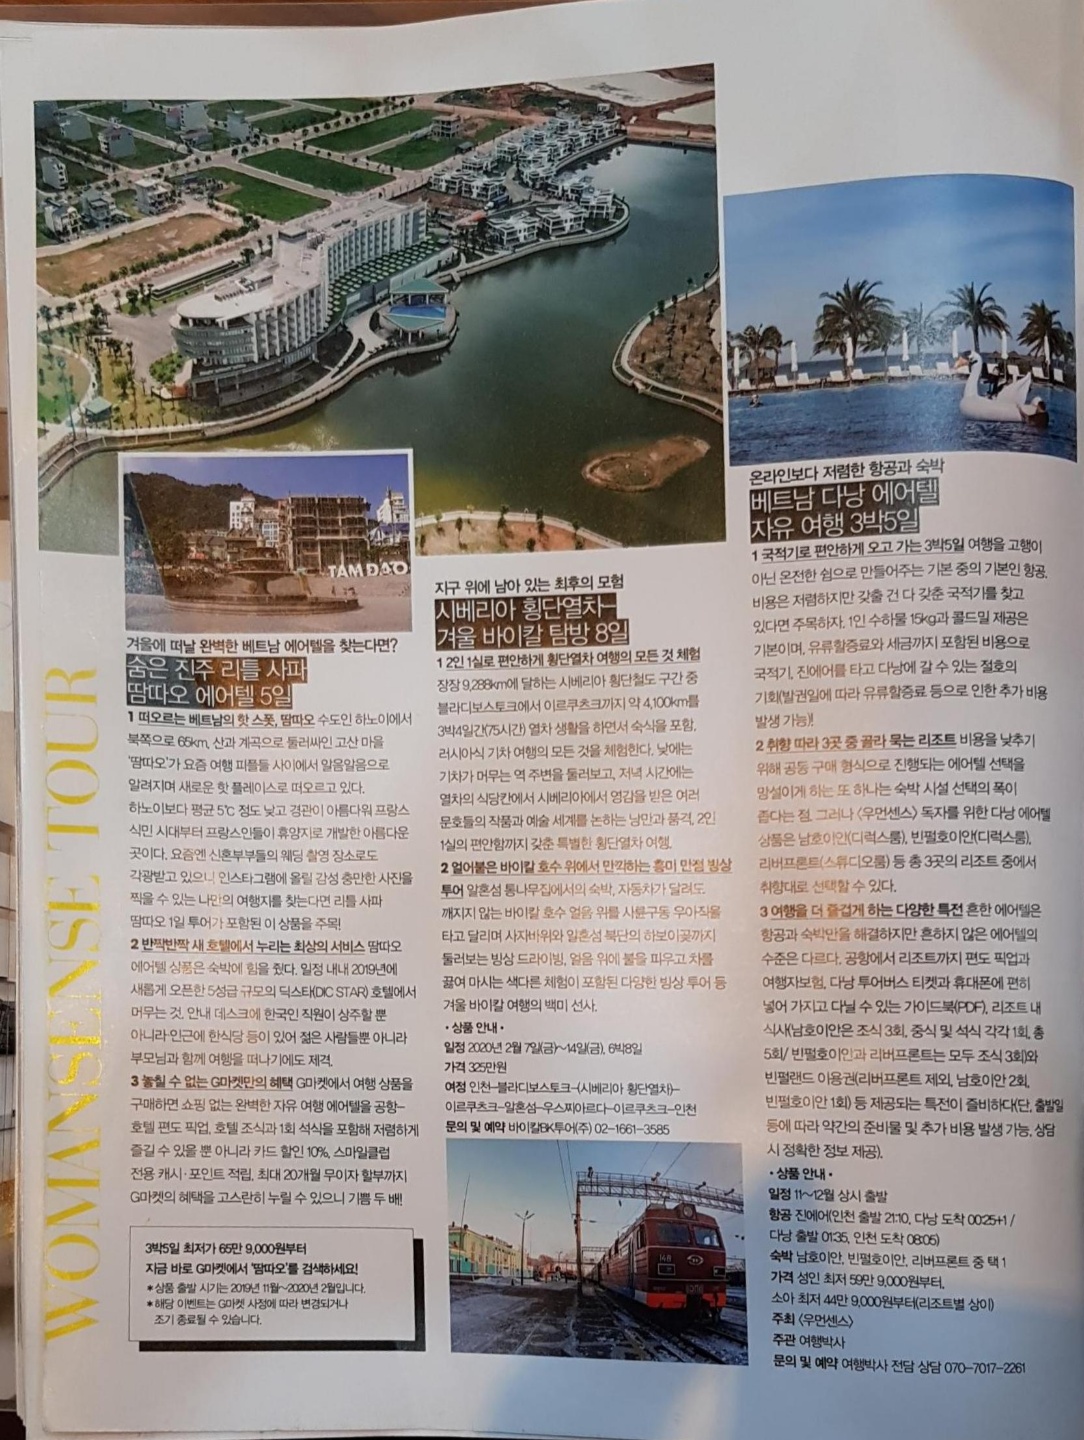 WOMANSENSE TOUR
TAM DAO
겨울에 떠날 완벽한 베트남 에어텔을 찾는다면?
숨은 진주 리틀 사파
땀따오 에어텔 5일
1 떠오르는 베트남의 핫 스폿, 땀따오 수도인 하노이에서
북쪽으로 65km, 산과 계곡으로 둘러싸인 고산 마을
'땀따오'가 요즘 여행 피플들 사이에서 알음알음으로
알려지며 새로운 핫 플레이스로 떠오르고 있다.
하노이보다 평균 5℃ 정도 낮고 경관이 아름다워 프랑스
식민 시대부터 프랑스인들이 휴양지로 개발한 아름다운
곳이다. 요즘엔 신혼부부들의 웨딩 촬영 장소로도
각광받고 있으니 인스타그램에 올릴 감성 충만한 사진을
찍을 수 있는 나만의 여행지를 찾는다면 리틀 사파
땀따오 1일 투어가 포함된 이 상품을 주목!
2 반짝반짝 새 호텔에서 누리는 최상의 서비스 땀따오
에어텔 상품은 숙박에 힘을 줬다. 일정 내내 2019년에
새롭게 오픈한 5성급 규모의 딕스타(DIC STAR) 호텔에서
머무는 것. 안내 데스크에 한국인 직원이 상주할 뿐
아니라 인근에 한식당 등이 있어 젊은 사람들뿐 아니라
부모님과 함께 여행을 떠나기에도 제격.
3 놓칠 수 없는 G마켓만의 혜택 G마켓에서 여행 상품을
구매하면 쇼핑 없는 완벽한 자유 여행 에어텔을 공항-
호텔 편도 픽업, 호텔 조식과 1회 석식을 포함해 저렴하게
즐길 수 있을 뿐 아니라 카드 할인 10%, 스마일클럽
전용 캐시·포인트 적립, 최대 20개월 무이자 할부까지
G마켓의 혜택을 고스란히 누릴 수 있으니 기쁨 두 배!
3박5일 최저가 65만 9,000원부터
지금 바로 G마켓에서 '땀따오'를 검색하세요!
*상품 출발 시기는 2019년 11월~2020년 2월입니다.
*해당 이벤트는 G마켓 사정에 따라 변경되거나
조기 종료될 수 있습니다.
지구 위에 남아 있는 최후의 모험
시베리아 횡단열차-
겨울 바이칼 탐방 8일
1 2인 1실로 편안하게 횡단열차 여행의 모든 것 체험
장장 9,288km에 달하는 시베리아 횡단철도 구간 중
블라디보스토크에서 이르쿠츠크까지 약 4,100km를
3박4일간(75시간) 열차 생활을 하면서 숙식을 포함,
러시아식 기차 여행의 모든 것을 체험한다. 낮에는
기차가 머무는 역 주변을 둘러보고, 저녁 시간에는
열차의 식당칸에서 시베리아에서 영감을 받은 여러
문호들의 작품과 예술 세계를 논하는 낭만과 품격, 2인
1실의 편안함까지 갖춘 특별한 횡단열차 여행.
2 얼어붙은 바이칼 호수 위에서 만끽하는 흥미 만점 빙상
투어 알혼섬 통나무집에서의 숙박, 자동차가 달려도
깨지지 않는 바이칼 호수 얼음 위를 사륜구동 우아직을
타고 달리며 사자바위와 알혼섬 북단의 하보이곶까지
둘러보는 빙상 드라이빙, 얼음 위에 불을 피우고 차를
끓여 마시는 색다른 체험이 포함된 다양한 빙상 투어 등
겨울 바이칼 여행의 백미 선사.
·상품 안내·
일정 2020년 2월 7일(금)~14일(금), 6박8일
가격 325만원
여정 인천-블라디보스토크-(시베리아 횡단열차)-
이르쿠츠크-알혼섬-우스찌아르다-이르쿠츠크-인천
문의 및 예약 바이칼BK투어(주) 02-1661-3585
온라인보다 저렴한 항공과 숙박
베트남 다낭 에어텔
자유 여행 3박5일
1 국적기로 편안하게 오고 가는 3박5일 여행을 고행이
아닌 온전한 쉼으로 만들어주는 기본 중의 기본인 항공.
비용은 저렴하지만 갖출 건 다 갖춘 국적기를 찾고
있다면 주목하자. 1인 수하물 15kg과 콜드밀 제공은
기본이며, 유류할증료와 세금까지 포함된 비용으로
국적기, 진에어를 타고 다낭에 갈 수 있는 절호의
기회(발권일에 따라 유류할증료 등으로 인한 추가 비용
발생 가능)!
2 취향 따라 3곳 중 골라 묵는 리조트 비용을 낮추기
위해 공동 구매 형식으로 진행되는 에어텔 선택을
망설이게 하는 또 하나는 숙박 시설 선택의 폭이
좁다는 점. 그러나 〈우먼센스〉 독자를 위한 다낭 에어텔
상품은 남호이안(디럭스룸), 빈펄호이안(디럭스룸),
리버프론트(스튜디오룸) 등 총 3곳의 리조트 중에서
취향대로 선택할 수 있다.
3 여행을 더 즐겁게 하는 다양한 특전 흔한 에어텔은
항공과 숙박만을 해결하지만 흔하지 않은 에어텔의
수준은 다르다. 공항에서 리조트까지 편도 픽업과
여행자보험, 다낭 투어버스 티켓과 휴대폰에 편히
넣어 가지고 다닐 수 있는 가이드북(PDF), 리조트 내
식사(남호이안은 조식 3회, 중식 및 석식 각각 1회, 총
5회/ 빈펄호이안과 리버프론트는 모두 조식 3회)와
빈펄랜드 이용권(리버프론트 제외, 남호이안 2회,
빈펄호이안 1회) 등 제공되는 특전이 즐비하다(단, 출발일
등에 따라 약간의 준비물 및 추가 비용 발생 가능, 상담
시 정확한 정보 제공).
·상품 안내·
일정 11~12월 상시 출발
항공 진에어(인천 출발 21:10, 다낭 도착 00:25+1 /
다낭 출발 01:35, 인천 도착 08:05)
숙박 남호이안, 빈펄호이안, 리버프론트 중 택 1
가격 성인 최저 59만 9,000원부터,
소아 최저 44만 9,000원부터(리조트별 상이)
주최 〈우먼센스〉
주관 여행박사
문의 및 예약 여행박사 전담 상담 070-7017-2261